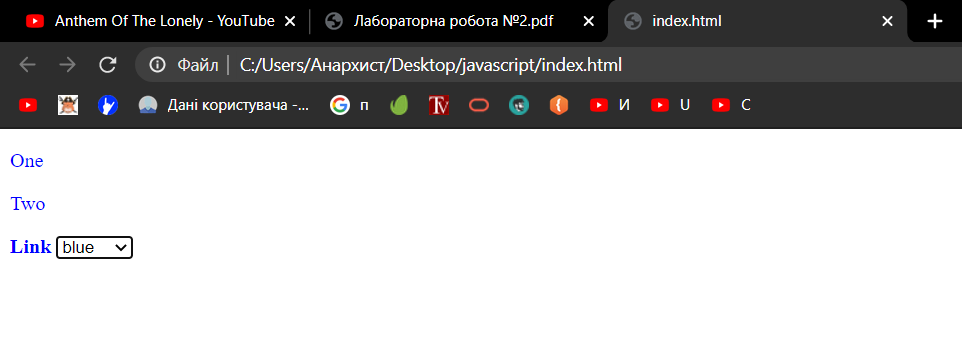 Anthem Of The Lonely - YouTube
Лабораторна робота №2.pdf
index.html
Файл | C:/Users/Анархист/Desktop/javascript/index.html
Дані користувача -... п И U C
One
Two
Link blue